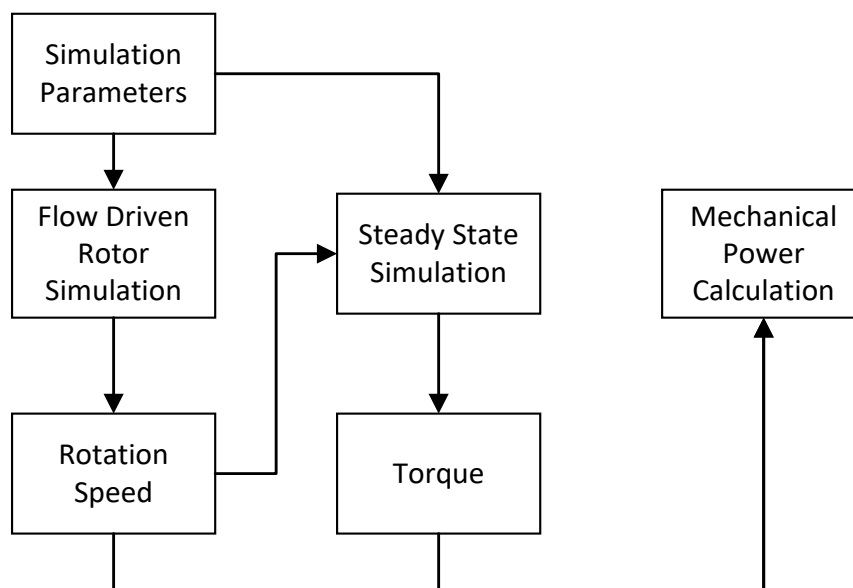 Simulation
Parameters
Flow Driven
Rotor
Simulation
Steady State
Simulation
Mechanical
Power
Calculation
Rotation
Speed
Torque